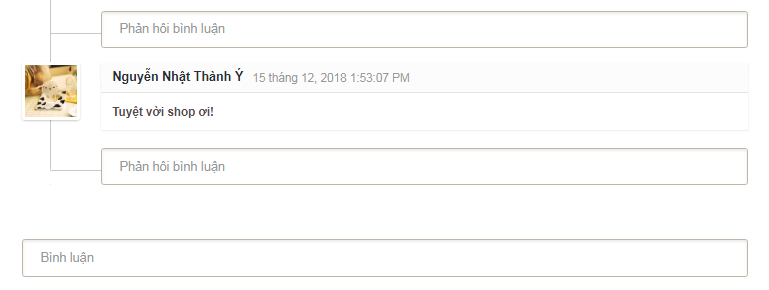 Phản hồi bình luận
Nguyễn Nhật Thành Ý 15 tháng 12, 2018 1:53:07 PM
Tuyệt vời shop ơi!
Phản hồi bình luận
Bình luận